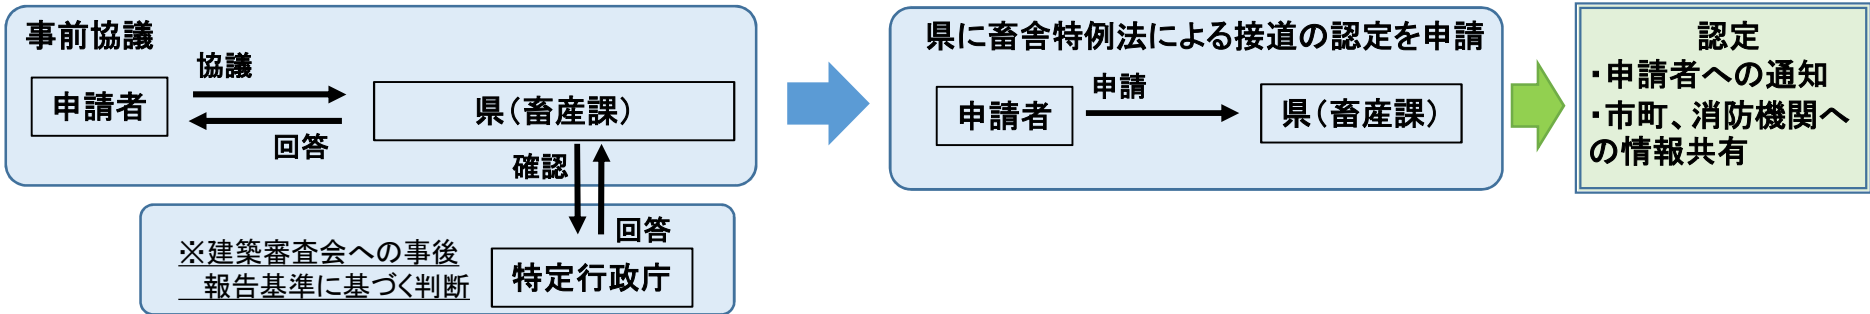 事前協議
協議
申請者
県（畜産課）
回答
確認
回答
※建築審査会への事後
報告基準に基づく判断
特定行政庁
県に畜舎特例法による接道の認定を申請
申請
申請者
県（畜産課）
認定
・申請者への通知
・市町、消防機関へ
の情報共有